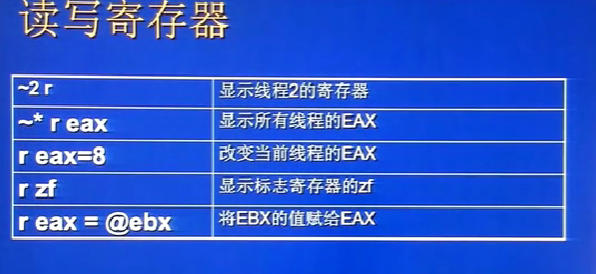 读写寄存器
~2 r 显示线程2的寄存器
~* r eax 显示所有线程的EAX
r eax=8 改变当前线程的EAX
r zf 显示标志寄存器的zf
r eax = @ebx 将EBX的值赋给EAX